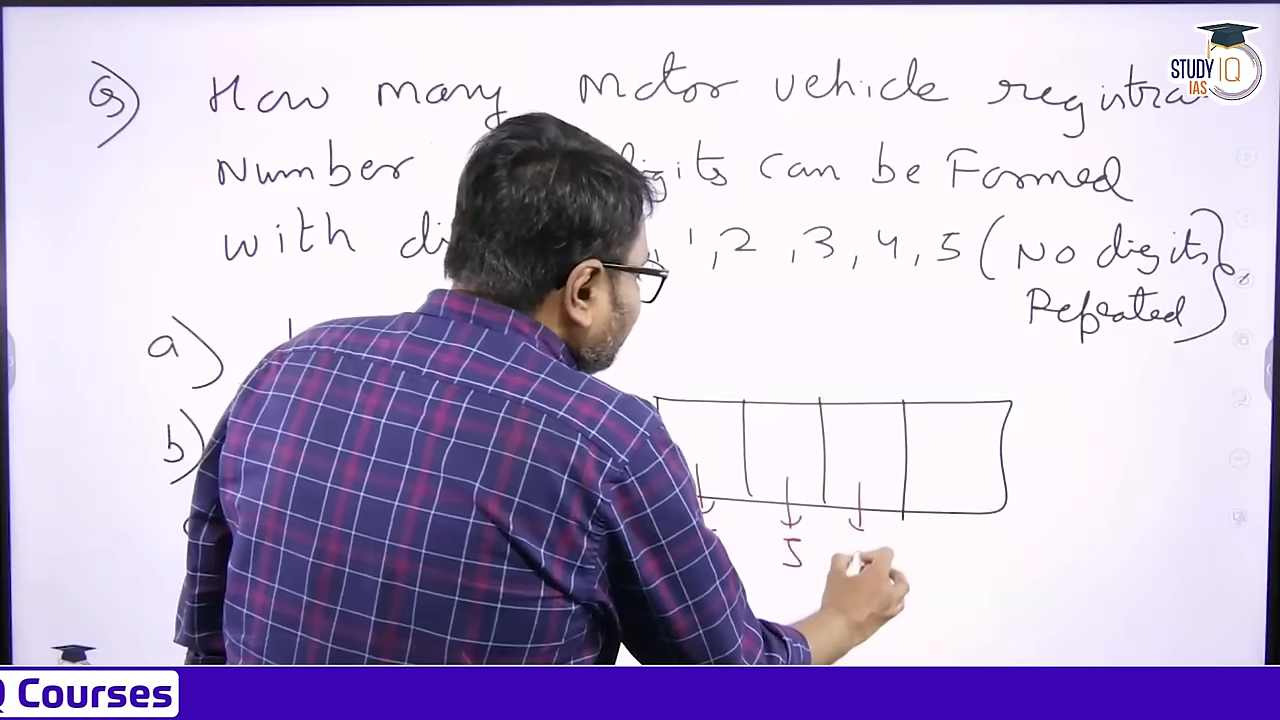 Q) How many motor vehicle registra
STUDY IQ
IAS
Number digits can be Formed
with 1, 2, 3, 4, 5 (No digits
Repeated)
a)
b)
5
Q Courses